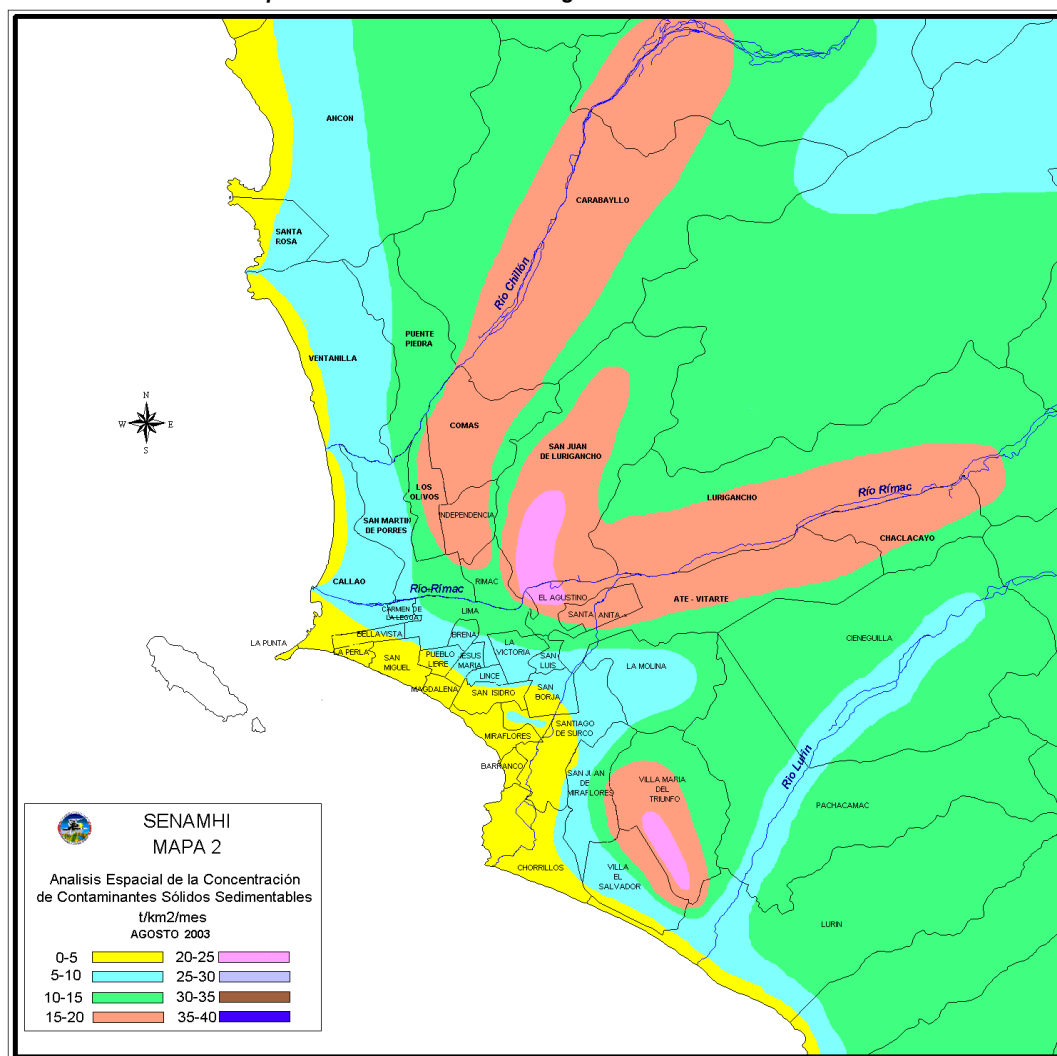 ANCON
CARABAYLLO
SANTA
ROSA
Río Chillón
PUENTE
PIEDRA
VENTANILLA
N
W E
S
COMAS
SAN JUAN
DE LURIGANCHO
LOS
OLIVOS
LURIGANCHO
Río Rímac
INDEPENDENCIA
SAN MARTIN
DE PORRES
CHACLACAYO
CALLAO
Río Rímac
RIMAC
EL AGUSTINO
ATE - VITARTE
CARMEN DE
LA LEGUA
LIMA
SANTA ANITA
LA PUNTA
BELLAVISTA
BREÑA
LA
VICTORIA
CIENEGUILLA
LA PERLA
SAN
MIGUEL
PUEBLO
LIBRE
JESUS
MARIA
SAN
LUIS
LA MOLINA
LINCE
MAGDALENA
SAN ISIDRO
SAN
BORJA
MIRAFLORES
SANTIAGO
DE SURCO
Río Lurín
BARRANCO
SAN JUAN
DE
MIRAFLORES
VILLA MARIA
DEL
TRIUNFO
PACHACAMAC
CHORRILLOS
VILLA
EL
SALVADOR
LURIN
SENAMHI
MAPA 2
Analisis Espacial de la Concentración
de Contaminantes Sólidos Sedimentables
t/km2/mes
AGOSTO 2003
0-5 20-25
5-10 25-30
10-15 30-35
15-20 35-40